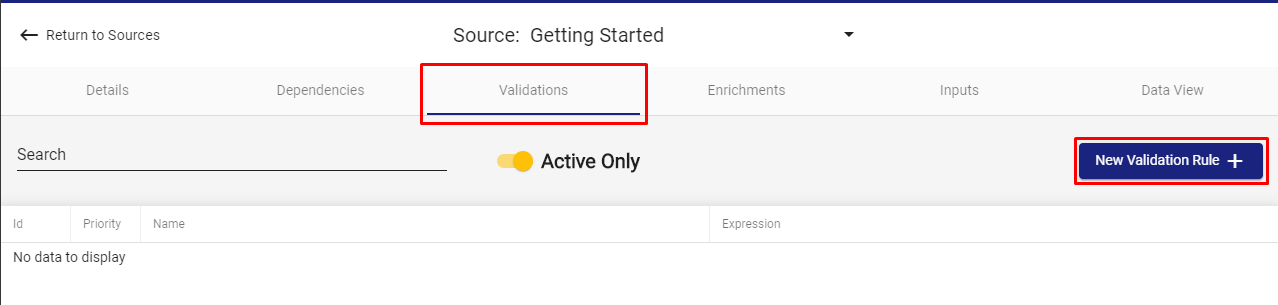 Return to Sources
Source: Getting Started
Details Dependencies Validations Enrichments Inputs Data View
Search Active Only New Validation Rule +
Id Priority Name Expression
No data to display